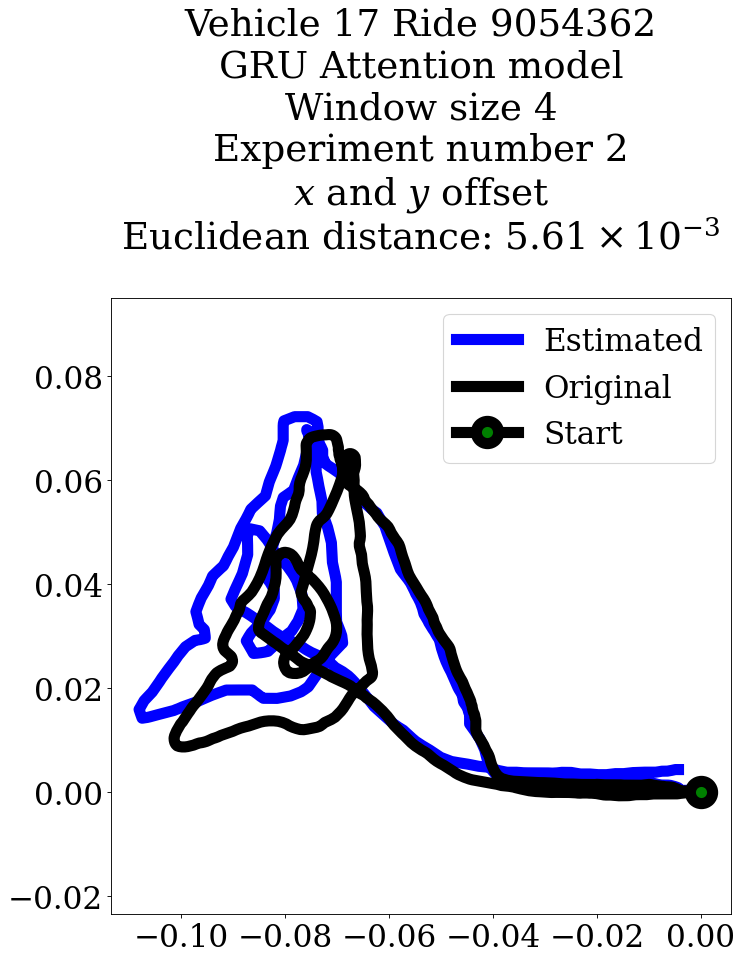 Vehicle 17 Ride 9054362
GRU Attention model
Window size 4
Experiment number 2
x and y offset
Euclidean distance: 5.61 × 10⁻³
Estimated
Original
Start
0.08
0.06
0.04
0.02
0.00
−0.02
−0.10 −0.08 −0.06 −0.04 −0.02 0.00